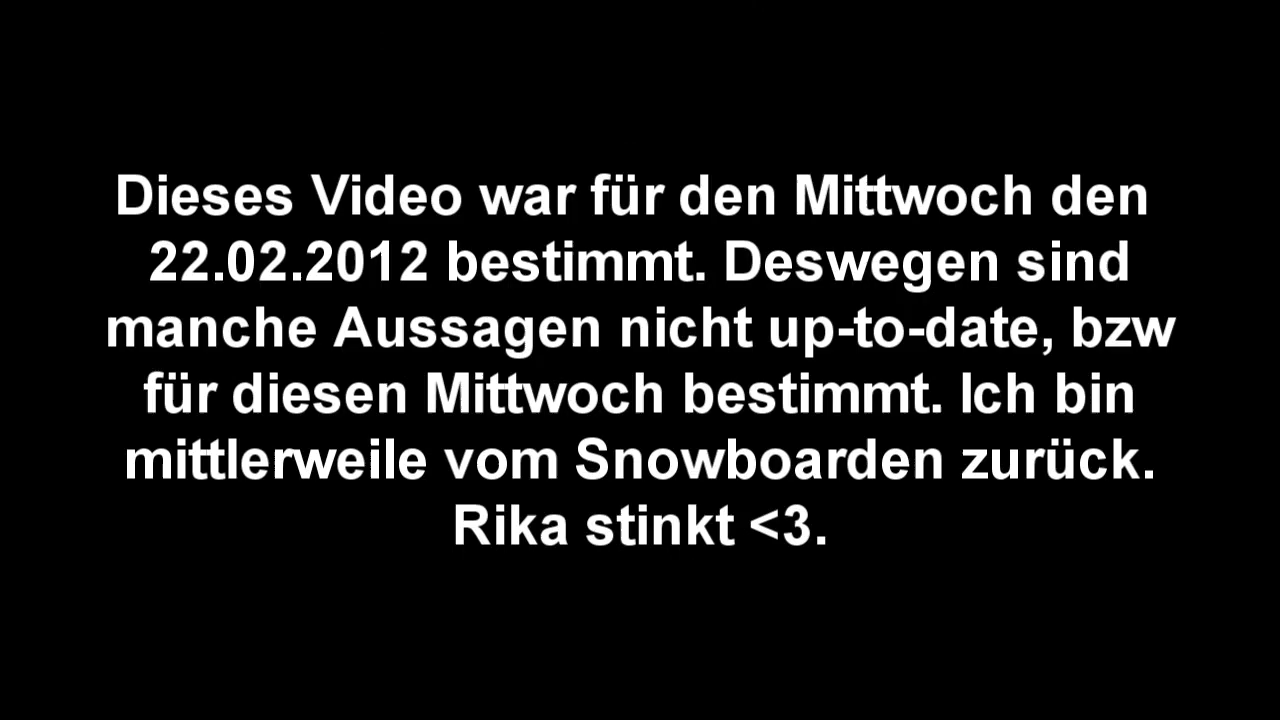 Dieses Video war für den Mittwoch den
22.02.2012 bestimmt. Deswegen sind
manche Aussagen nicht up-to-date, bzw
für diesen Mittwoch bestimmt. Ich bin
mittlerweile vom Snowboarden zurück.
Rika stinkt <3.